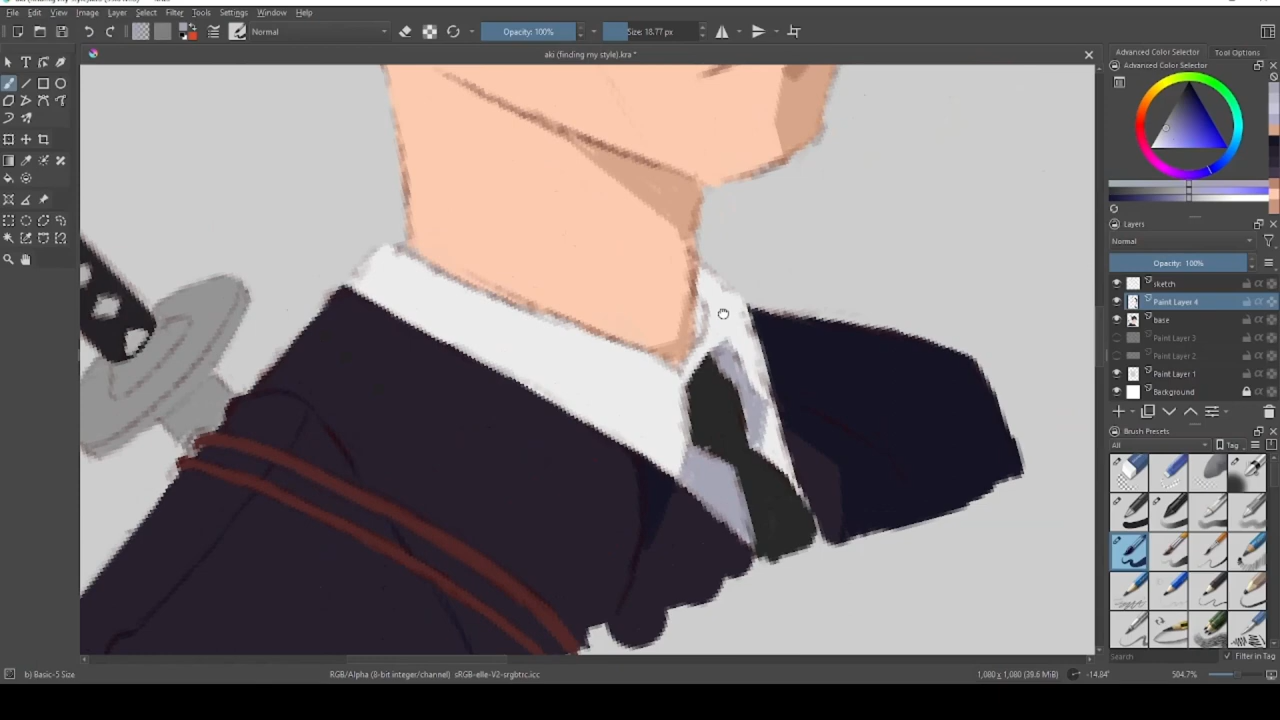 File Edit View Image Layer Select Filter Tools Settings Window Help
Normal Opacity: 100% Size: 18.77 px
aki (finding my style).kra *
Advanced Color Selector Tool Options
Advanced Color Selector
Layers
Normal
Opacity: 100%
sketch
Paint Layer 4
base
Paint Layer 3
Paint Layer 2
Paint Layer 1
Background
Brush Presets
All Tag
Search Filter in Tag
b) Basic-5 Size RGB/Alpha (8-bit integer/channel) sRGB-elle-V2-srgbtrc.icc 1,080 x 1,080 (39.6 MiB) -14.84° 504.7%